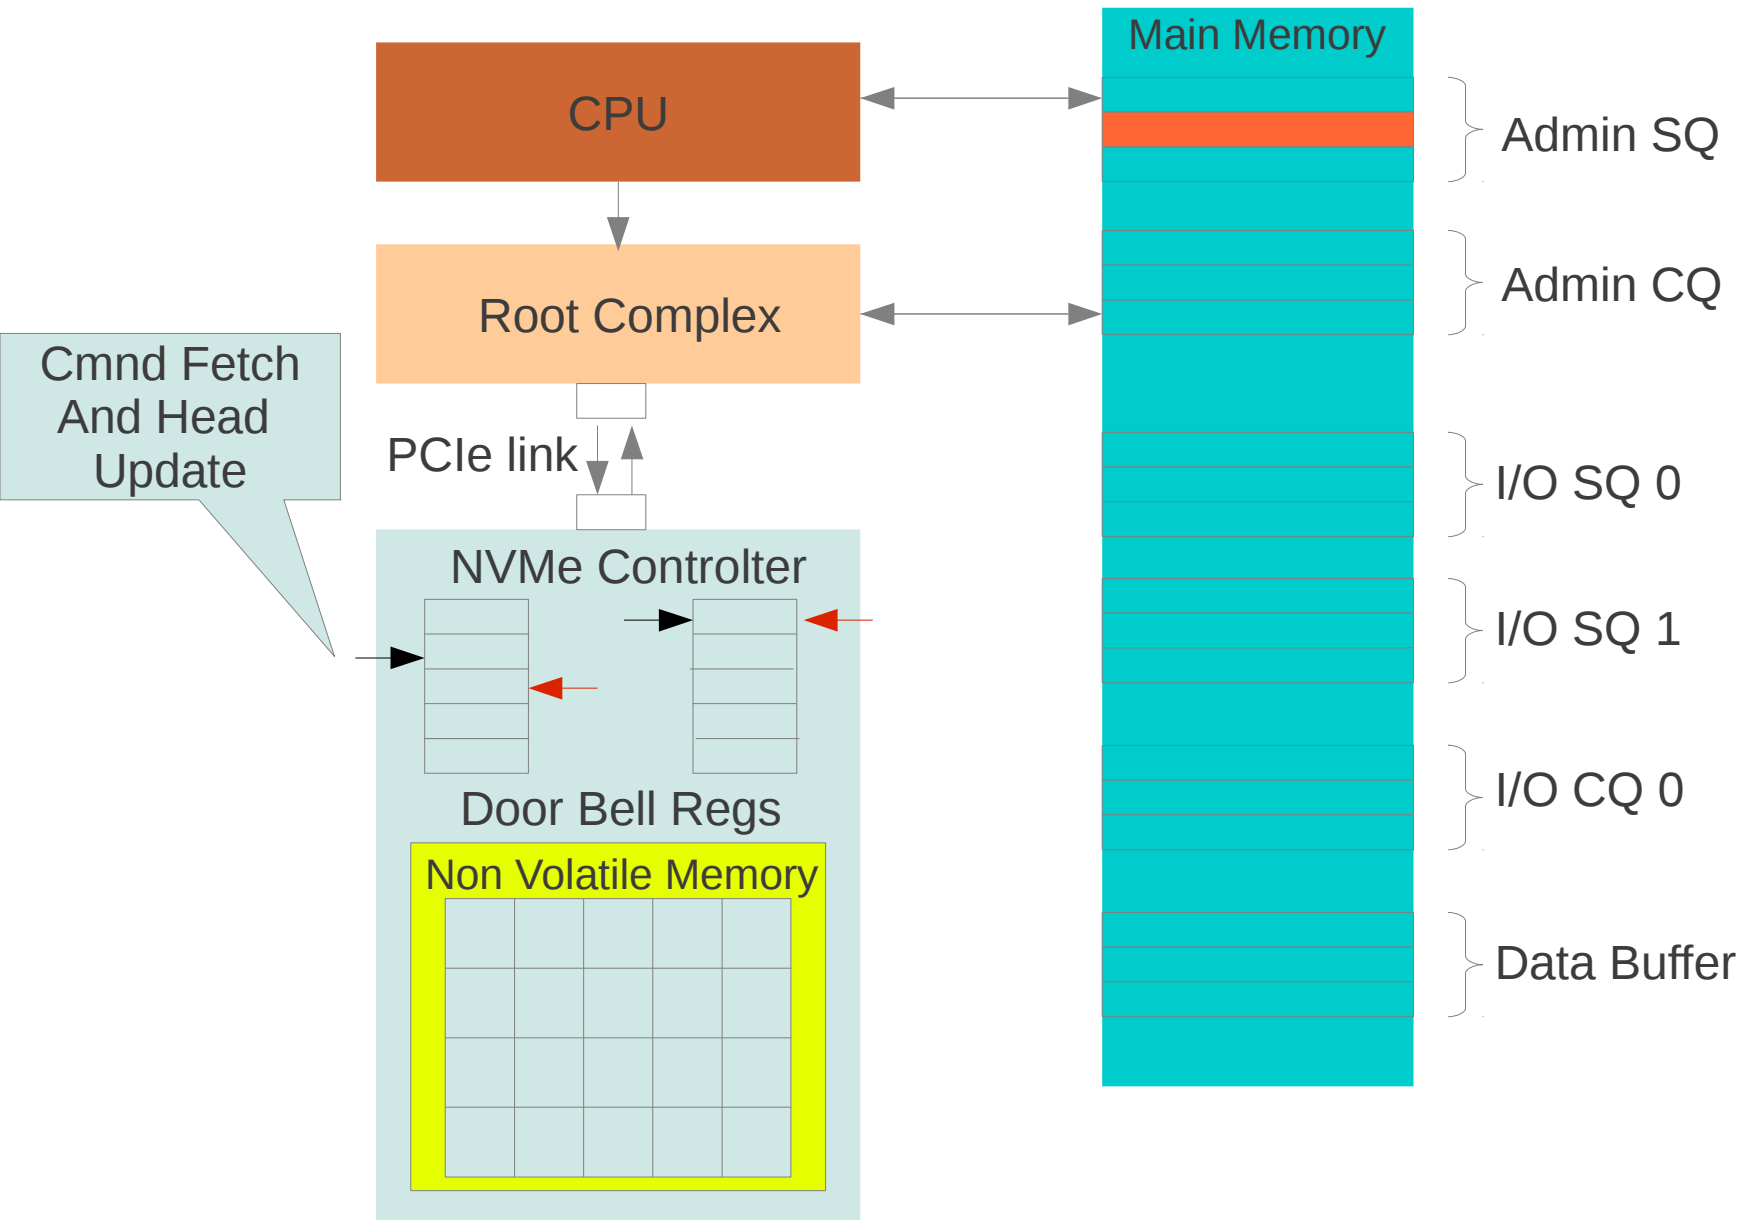 Main Memory
CPU
Admin SQ
Root Complex
Admin CQ
Cmnd Fetch
And Head
Update
PCIe link
I/O SQ 0
NVMe Controlter
I/O SQ 1
Door Bell Regs
I/O CQ 0
Non Volatile Memory
Data Buffer